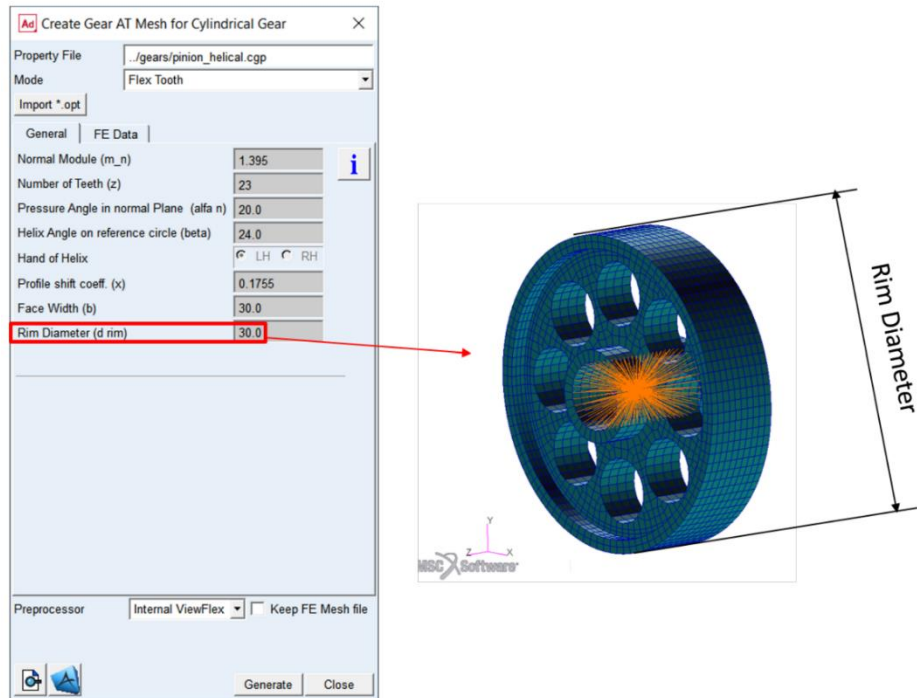 Ad Create Gear AT Mesh for Cylindrical Gear
Property File ../gears/pinion_helical.cgp
Mode Flex Tooth
Import *.opt
General FE Data
Normal Module (m_n) 1.395 i
Number of Teeth (z) 23
Pressure Angle in normal Plane (alfa n) 20.0
Helix Angle on reference circle (beta) 24.0
Hand of Helix LH RH
Profile shift coeff. (x) 0.1755
Face Width (b) 30.0
Rim Diameter (d rim) 30.0
Preprocessor Internal ViewFlex Keep FE Mesh file
Generate Close
Rim Diameter
Y
Z X
MSC Software